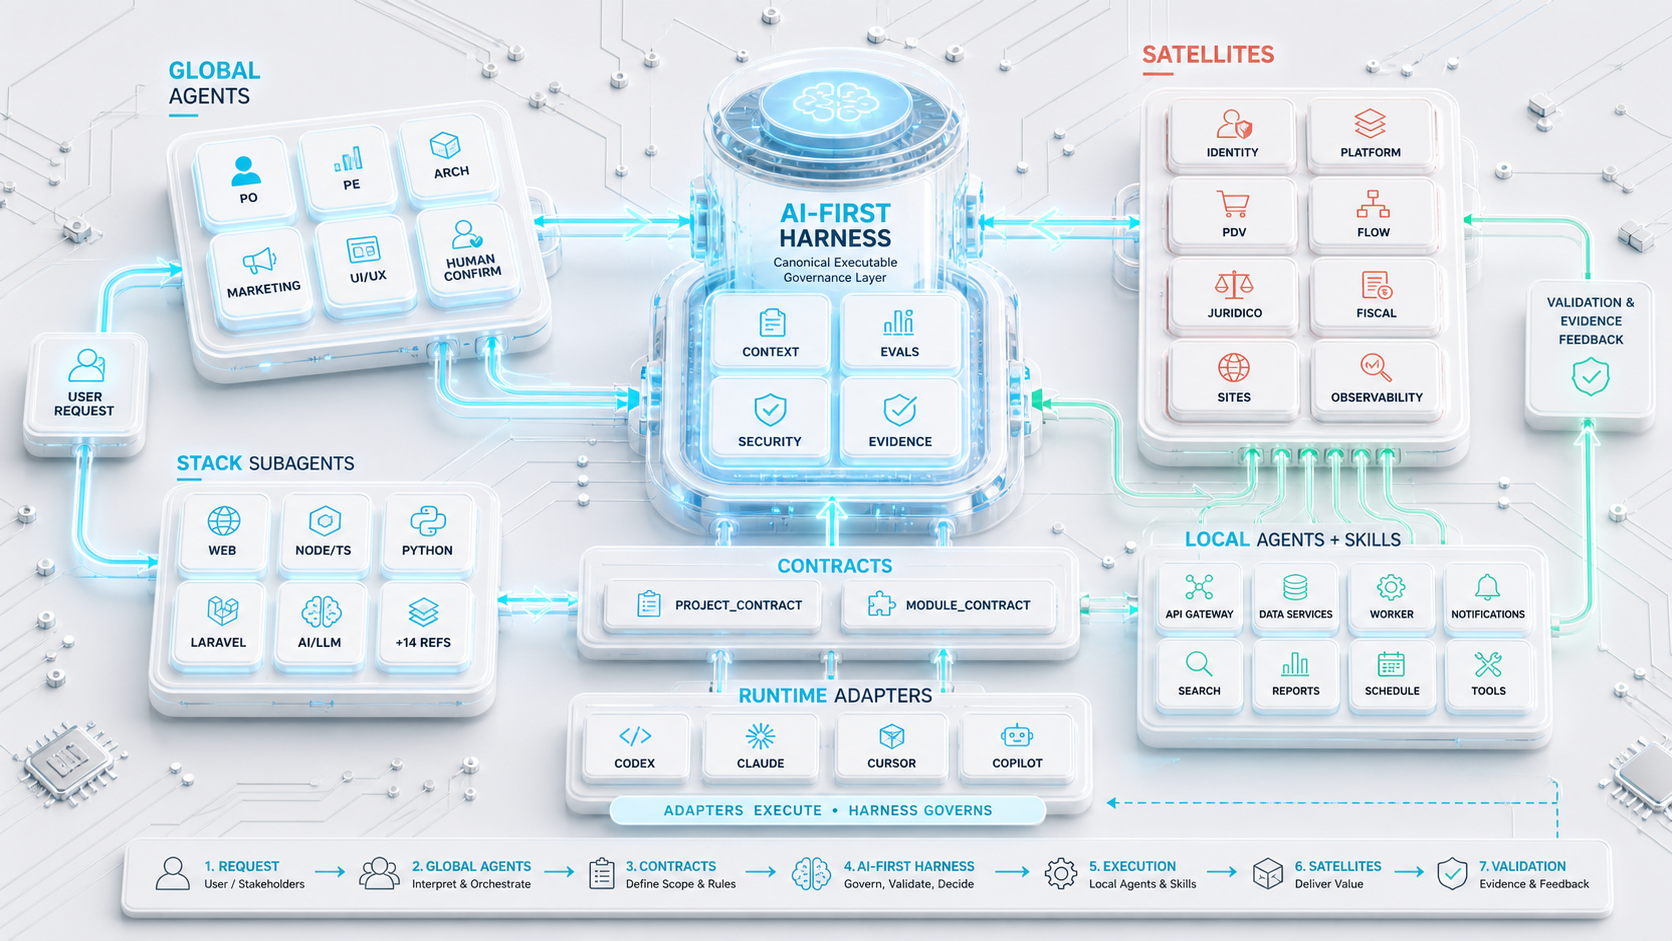 GLOBAL
AGENTS
PO
PE
ARCH
MARKETING
UI/UX
HUMAN
CONFIRM
USER
REQUEST
STACK SUBAGENTS
WEB
NODE/TS
PYTHON
LARAVEL
AI/LLM
+14 REFS
AI-FIRST
HARNESS
Canonical Executable
Governance Layer
CONTEXT
EVALS
SECURITY
EVIDENCE
CONTRACTS
PROJECT_CONTRACT
MODULE_CONTRACT
RUNTIME ADAPTERS
CODEX
CLAUDE
CURSOR
COPILOT
ADAPTERS EXECUTE • HARNESS GOVERNS
SATELLITES
IDENTITY
PLATFORM
PDV
FLOW
JURIDICO
FISCAL
SITES
OBSERVABILITY
VALIDATION &
EVIDENCE
FEEDBACK
LOCAL AGENTS + SKILLS
API GATEWAY
DATA SERVICES
WORKER
NOTIFICATIONS
SEARCH
REPORTS
SCHEDULE
TOOLS
1. REQUEST
User / Stakeholders
2. GLOBAL AGENTS
Interpret & Orchestrate
3. CONTRACTS
Define Scope & Rules
4. AI-FIRST HARNESS
Govern, Validate, Decide
5. EXECUTION
Local Agents & Skills
6. SATELLITES
Deliver Value
7. VALIDATION
Evidence & Feedback